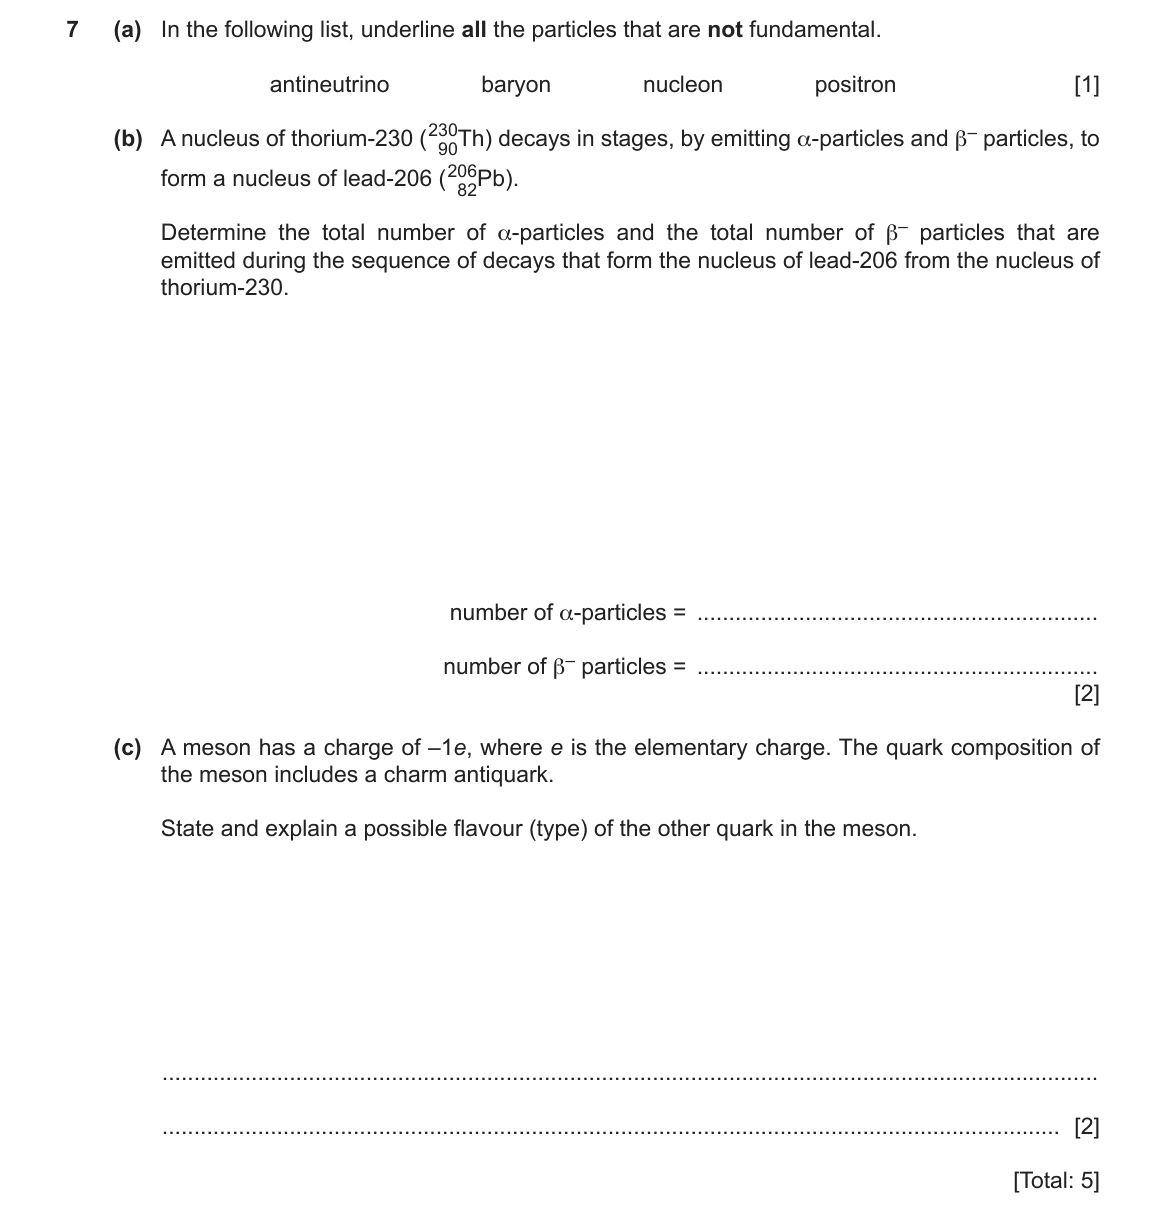 7 (a) In the following list, underline all the particles that are not fundamental.
antineutrino baryon nucleon positron [1]
(b) A nucleus of thorium-230 (²³⁰₉₀Th) decays in stages, by emitting α-particles and β⁻ particles, to
form a nucleus of lead-206 (²⁰⁶₈₂Pb).
Determine the total number of α-particles and the total number of β⁻ particles that are
emitted during the sequence of decays that form the nucleus of lead-206 from the nucleus of
thorium-230.
number of α-particles = ...............................................................
number of β⁻ particles = ...............................................................
[2]
(c) A meson has a charge of –1e, where e is the elementary charge. The quark composition of
the meson includes a charm antiquark.
State and explain a possible flavour (type) of the other quark in the meson.
...................................................................................................................................................
............................................................................................................................................. [2]
[Total: 5]